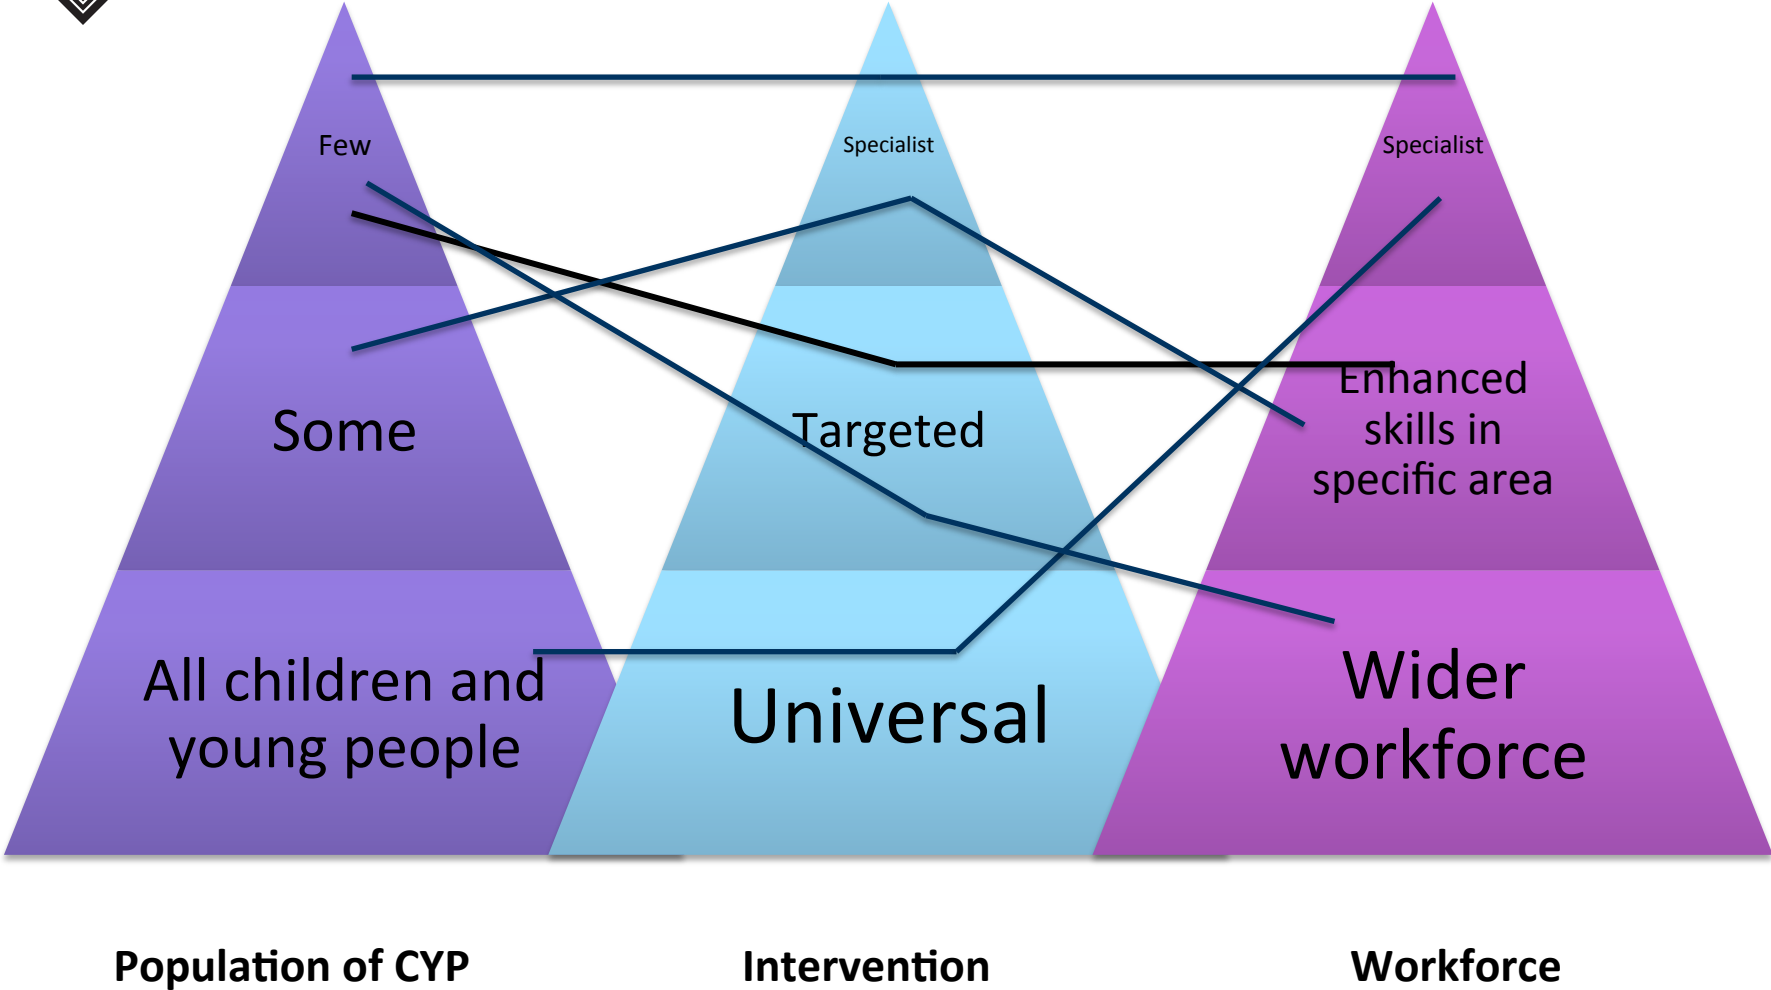 Few
Some
All children and
young people
Specialist
Targeted
Universal
Specialist
Enhanced
skills in
specific area
Wider
workforce
Population of CYP
Intervention
Workforce